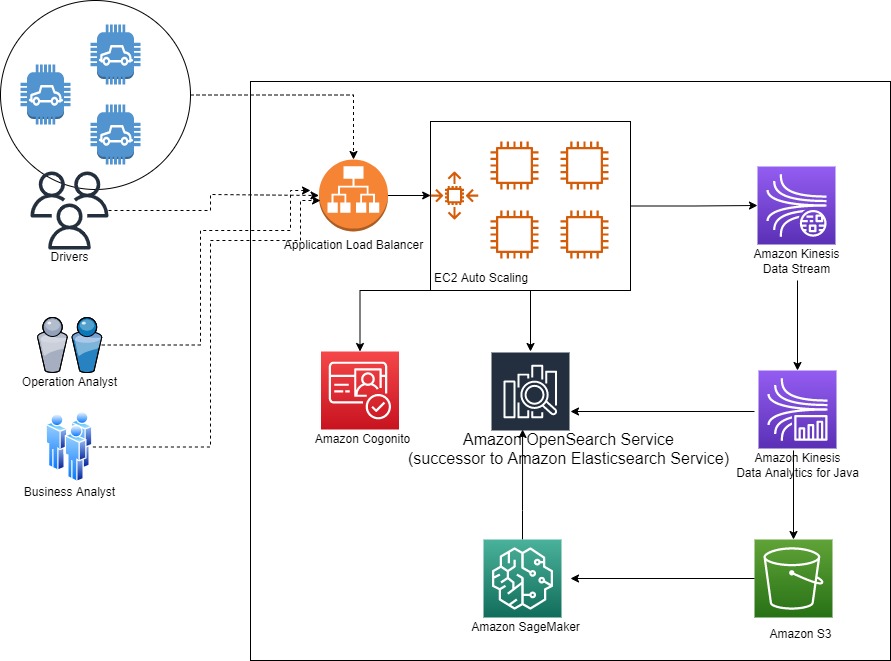 Drivers
Application Load Balancer
EC2 Auto Scaling
Amazon Kinesis
Data Stream
Operation Analyst
Amazon Cogonito
Amazon OpenSearch Service
(successor to Amazon Elasticsearch Service)
Amazon Kinesis
Data Analytics for Java
Business Analyst
Amazon SageMaker
Amazon S3